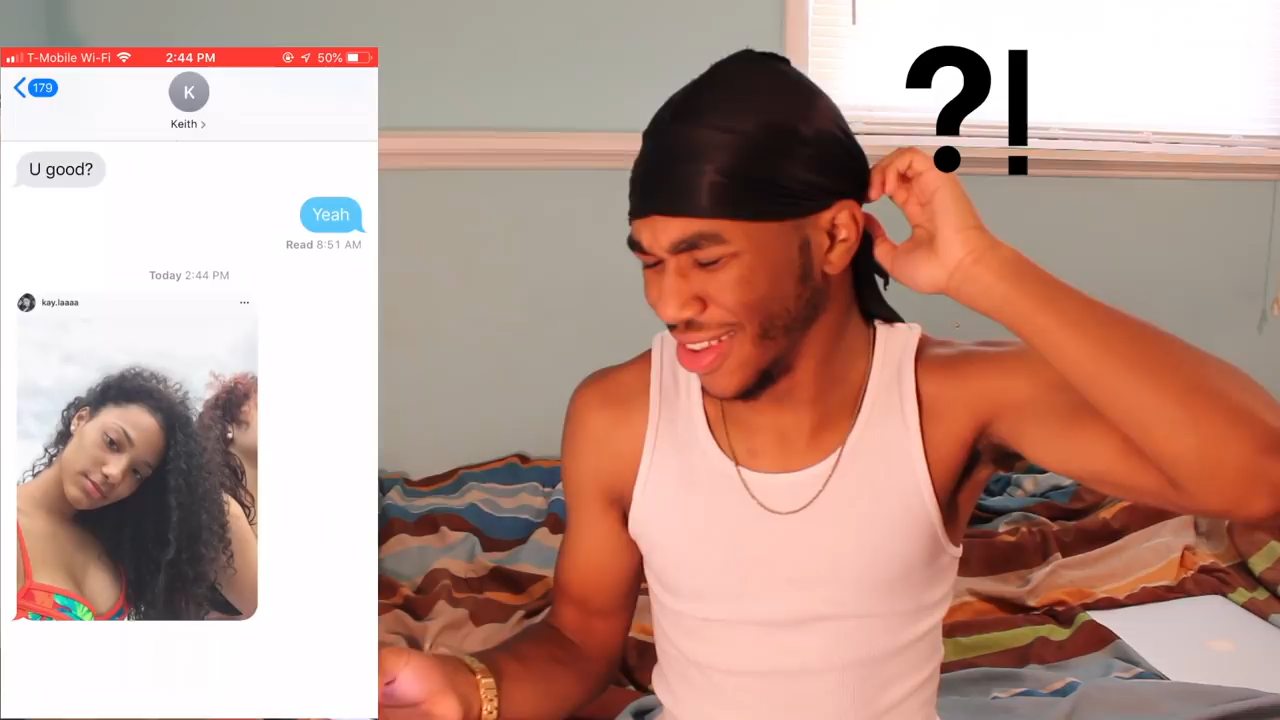 T-Mobile Wi-Fi 2:44 PM 50%
179
K
Keith >
U good?
Yeah
Read 8:51 AM
Today 2:44 PM
kay.laaaa ...
?!